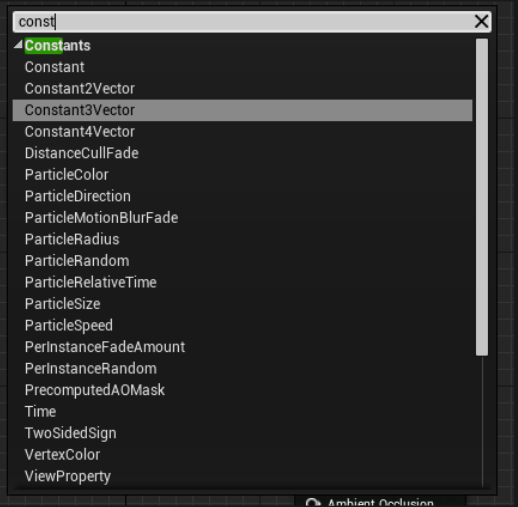 const
Constants
Constant
Constant2Vector
Constant3Vector
Constant4Vector
DistanceCullFade
ParticleColor
ParticleDirection
ParticleMotionBlurFade
ParticleRadius
ParticleRandom
ParticleRelativeTime
ParticleSize
ParticleSpeed
PerInstanceFadeAmount
PerInstanceRandom
PrecomputedAOMask
Time
TwoSidedSign
VertexColor
ViewProperty
Ambient Occlusion